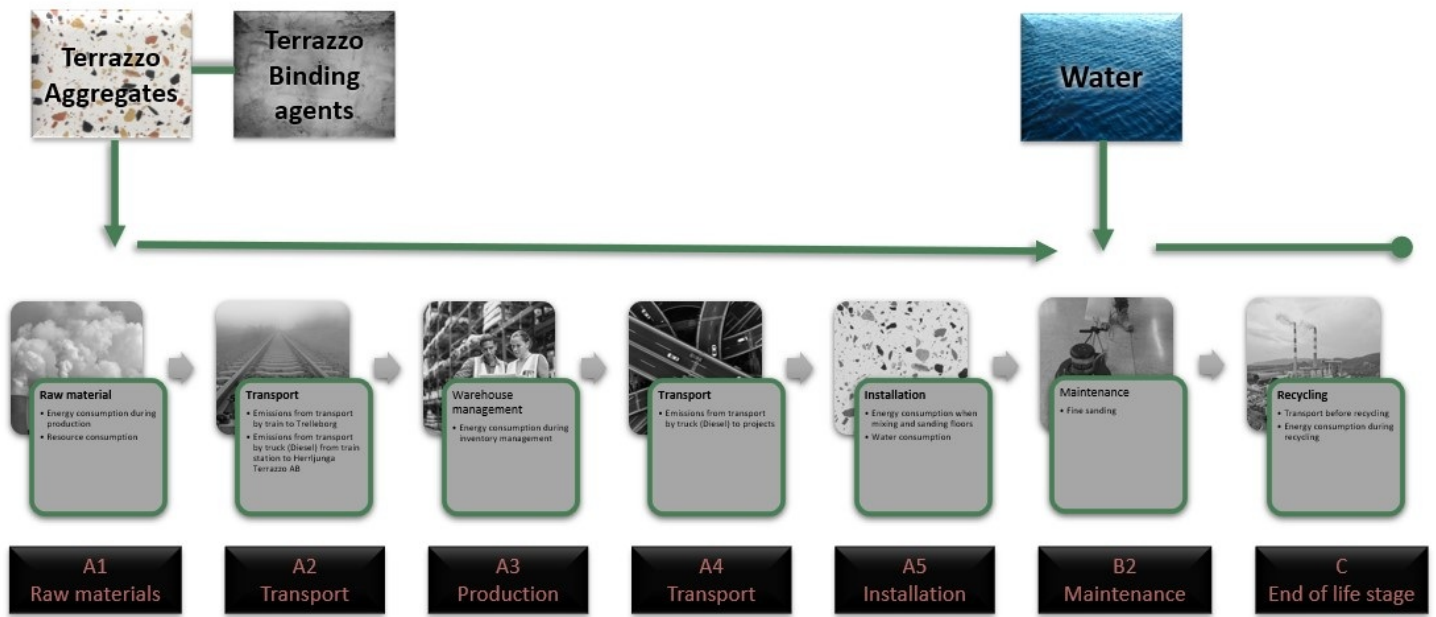 Terrazzo
Aggregates
Terrazzo
Binding
agents
Water
Raw material
• Energy consumption during
production
• Resource consumption
Transport
• Emissions from transport
by train to Trelleborg
• Emissions from transport
by truck (Diesel) from train
station to Herrljunga
Terrazzo AB
Warehouse
management
• Energy consumption during
inventory management
Transport
• Emissions from transport
by truck (Diesel) to projects
Installation
• Energy consumption when
mixing and sanding floors
• Water consumption
Maintenance
• Fine sanding
Recycling
• Transport before recycling
• Energy consumption during
recycling
A1
Raw materials
A2
Transport
A3
Production
A4
Transport
A5
Installation
B2
Maintenance
C
End of life stage